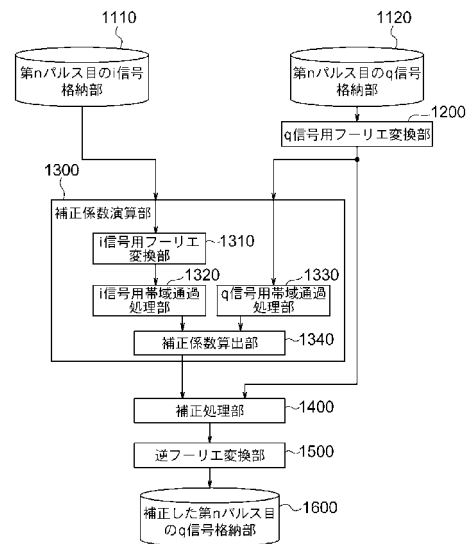 1110
第nパルス目のi信号
格納部
1120
第nパルス目のq信号
格納部
1200
q信号用フーリエ変換部
1300
補正係数演算部
i信号用フーリエ
変換部
1310
1320
i信号用帯域通過
処理部
1330
q信号用帯域通過
処理部
補正係数算出部
1340
補正処理部
1400
逆フーリエ変換部
1500
補正した第nパルス目
のq信号格納部
1600